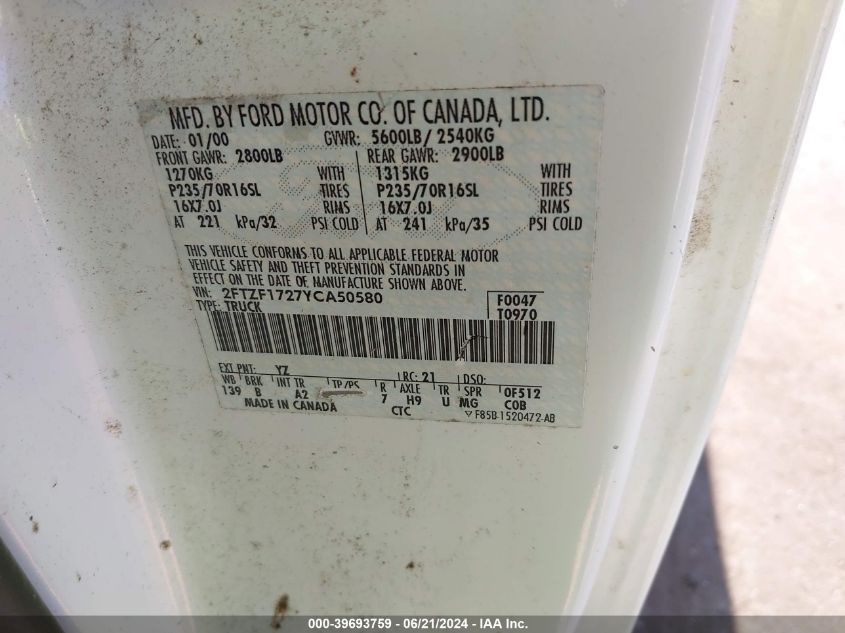 MFD. BY FORD MOTOR CO. OF CANADA, LTD.
DATE: 01/00 GVWR: 5600LB/ 2540KG
FRONT GAWR: 2800LB REAR GAWR: 2900LB
1270KG WITH 1315KG WITH
P235/70R16SL TIRES P235/70R16SL TIRES
16X7.0J RIMS 16X7.0J RIMS
AT 221 kPa/32 PSI COLD AT 241 kPa/35 PSI COLD
THIS VEHICLE CONFORMS TO ALL APPLICABLE FEDERAL MOTOR
VEHICLE SAFETY AND THEFT PREVENTION STANDARDS IN
EFFECT ON THE DATE OF MANUFACTURE SHOWN ABOVE.
VIN: 2FTZF1727YCA50580 F0047
TYPE: TRUCK T0970
EXT PNT: YZ RC: 21 DSO:
WB BRK INT TR TP/PS R AXLE TR SPR 0F512
139 B A2 7 H9 U MG COB
MADE IN CANADA CTC F85B-1520472-AB
000-39693759 - 06/21/2024 - IAA Inc.